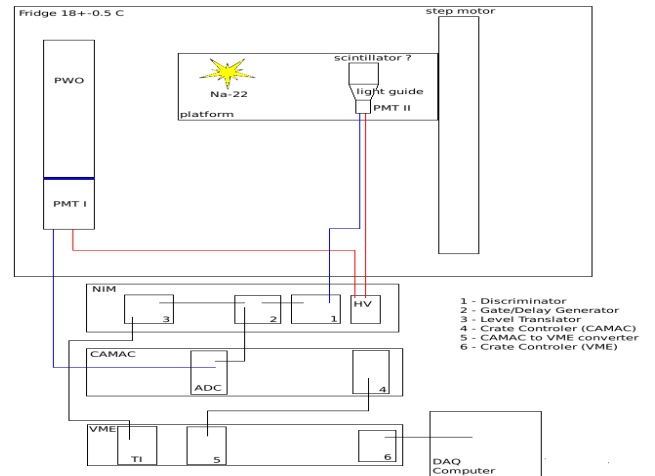 Fridge 18+-0.5 C
step motor
scintillator ?
PWO
Na-22
light guide
PMT II
platform
PMT I
NIM
HV
3
2
1
1 - Discriminator
2 - Gate/Delay Generator
3 - Level Translator
4 - Crate Controler (CAMAC)
5 - CAMAC to VME converter
6 - Crate Controler (VME)
CAMAC
ADC
4
VME
TI
5
6
DAQ
Computer